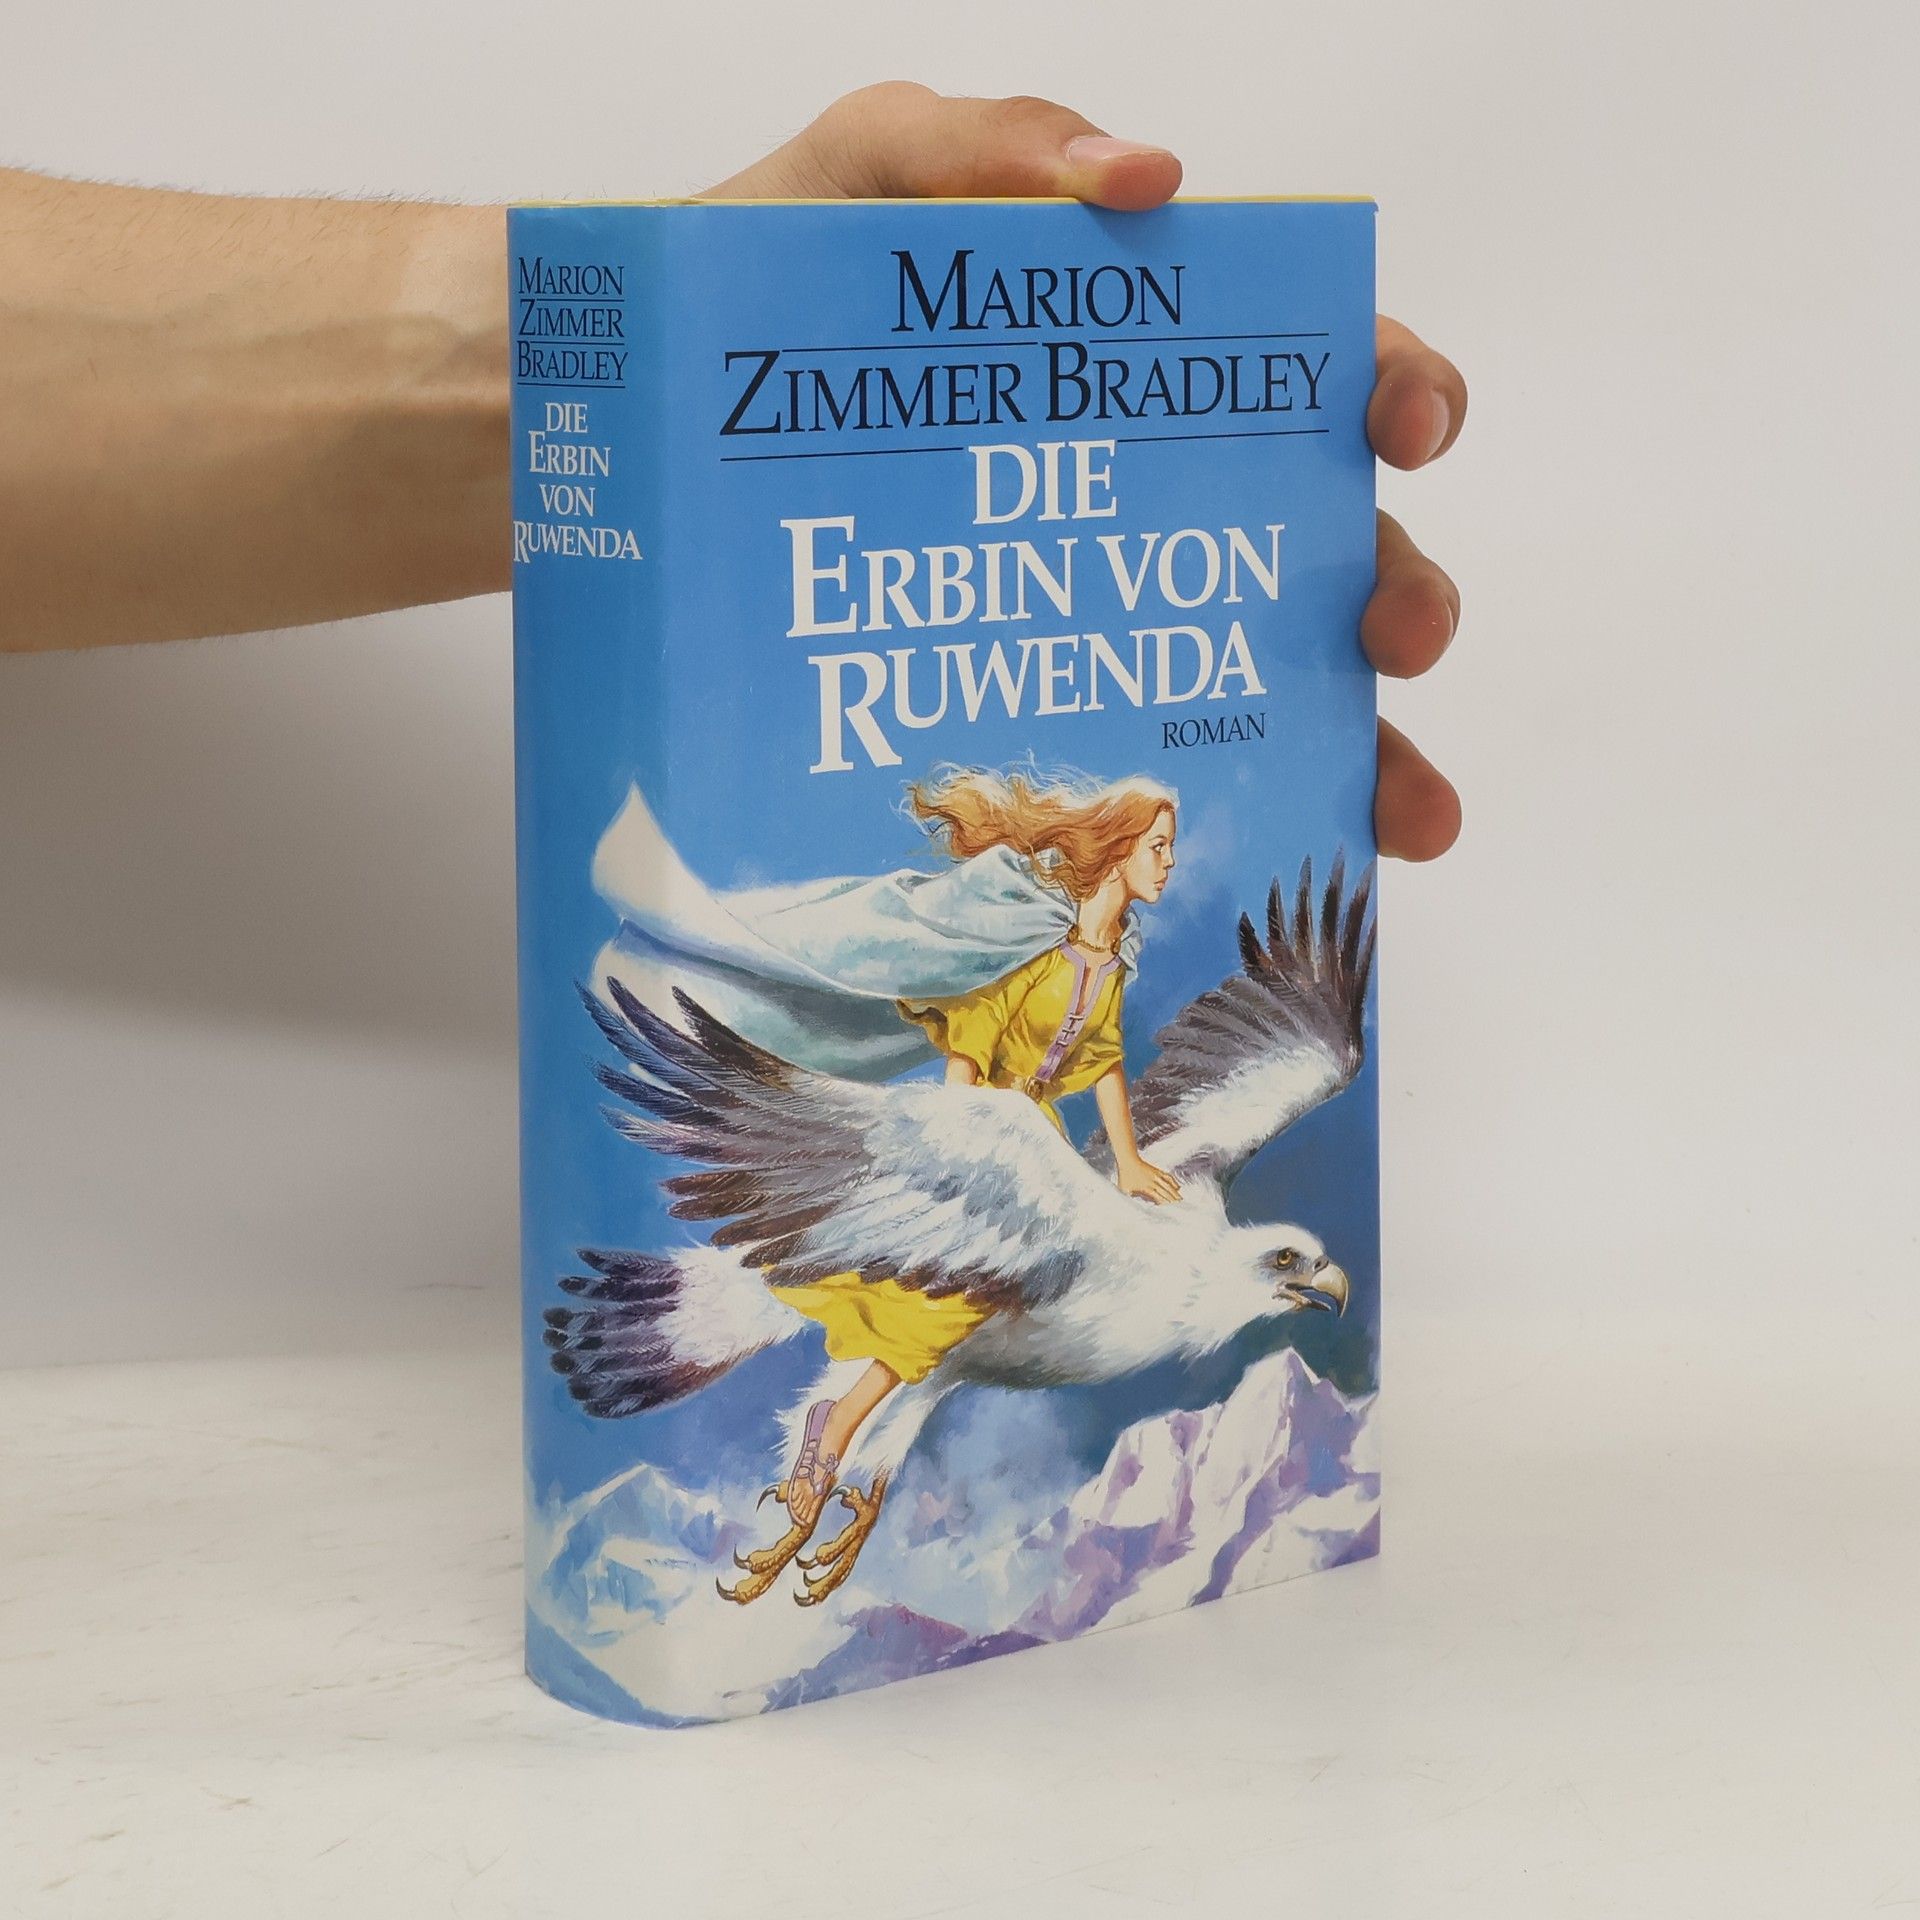 MARION
ZIMMER
BRADLEY
DIE
ERBIN
VON
RUWENDA
MARION
ZIMMER BRADLEY
DIE
ERBIN VON
RUWENDA
ROMAN